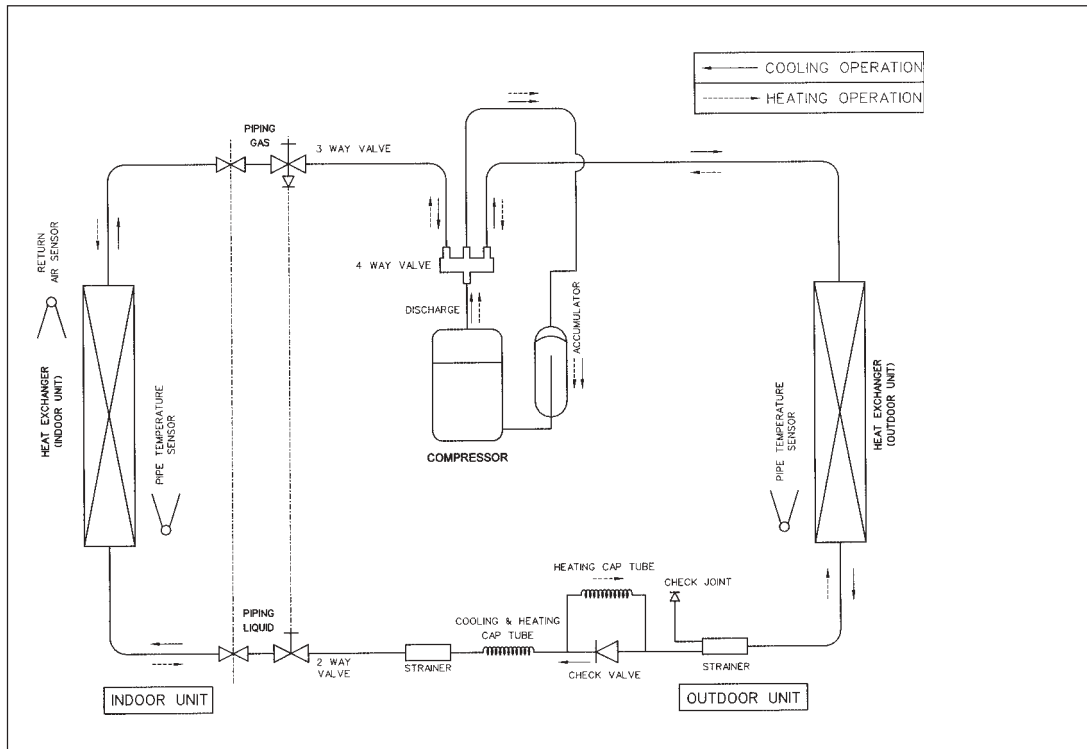 COOLING OPERATION
HEATING OPERATION
PIPING
GAS
3 WAY VALVE
RETURN
AIR SENSOR
4 WAY VALVE
DISCHARGE
ACCUMULATOR
HEAT EXCHANGER
(INDOOR UNIT)
PIPE TEMPERATURE
SENSOR
COMPRESSOR
PIPE TEMPERATURE
SENSOR
HEAT EXCHANGER
(OUTDOOR UNIT)
HEATING CAP TUBE
CHECK JOINT
PIPING
LIQUID
COOLING & HEATING
CAP TUBE
2 WAY
VALVE
STRAINER
CHECK VALVE
STRAINER
INDOOR UNIT
OUTDOOR UNIT